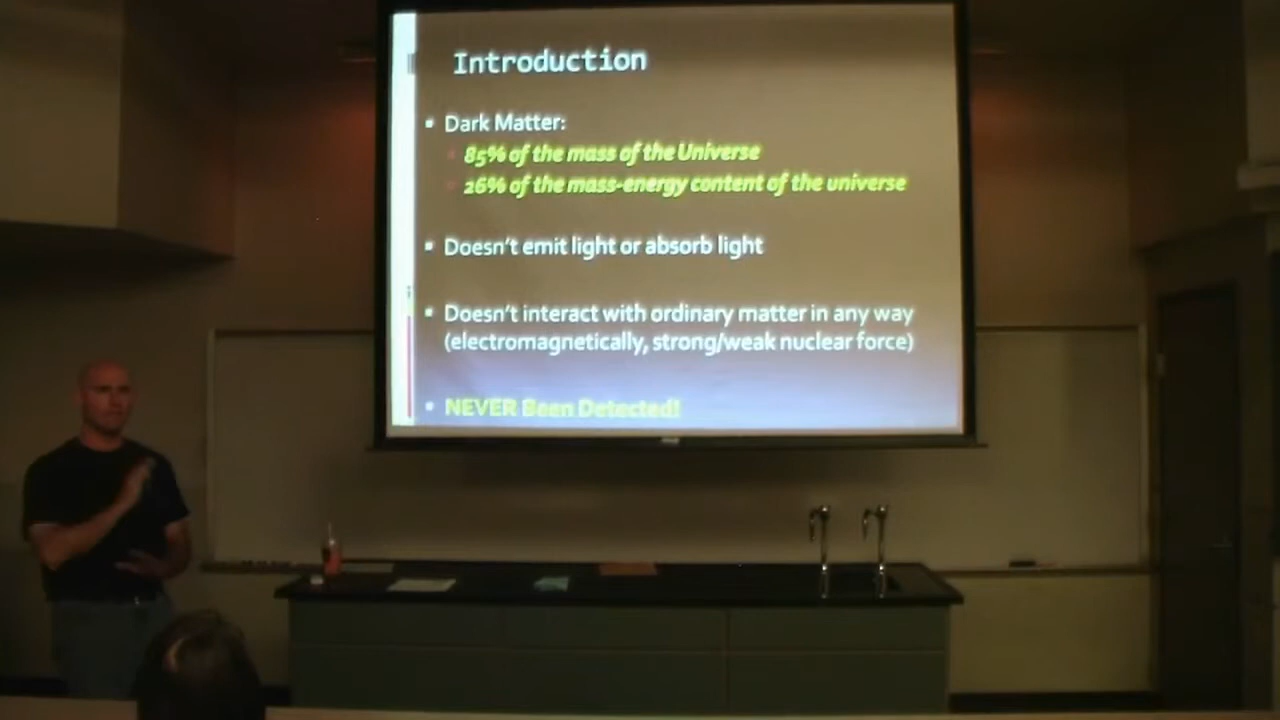 Introduction
Dark Matter:
85% of the mass of the Universe
26% of the mass-energy content of the universe
Doesn't emit light or absorb light
Doesn't interact with ordinary matter in any way
(electromagnetically, strong/weak nuclear force)
NEVER Been Detected!